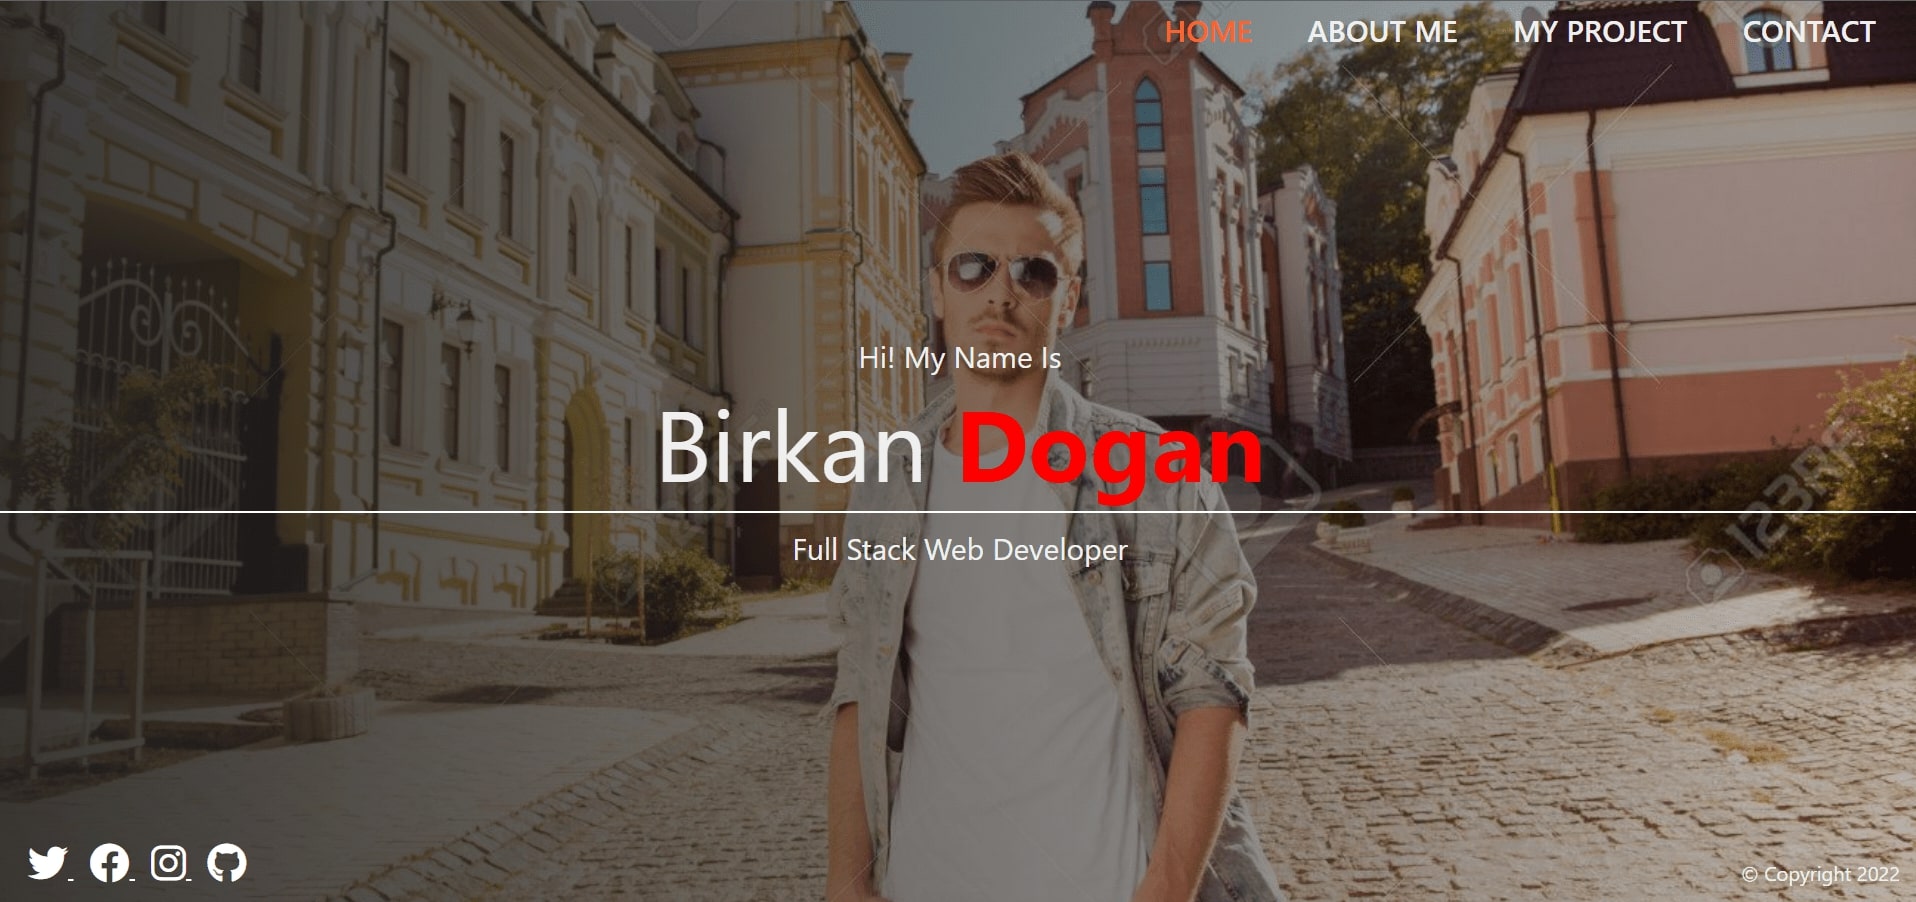 HOME ABOUT ME MY PROJECT CONTACT
Hi! My Name Is
Birkan Dogan
Full Stack Web Developer
© Copyright 2022